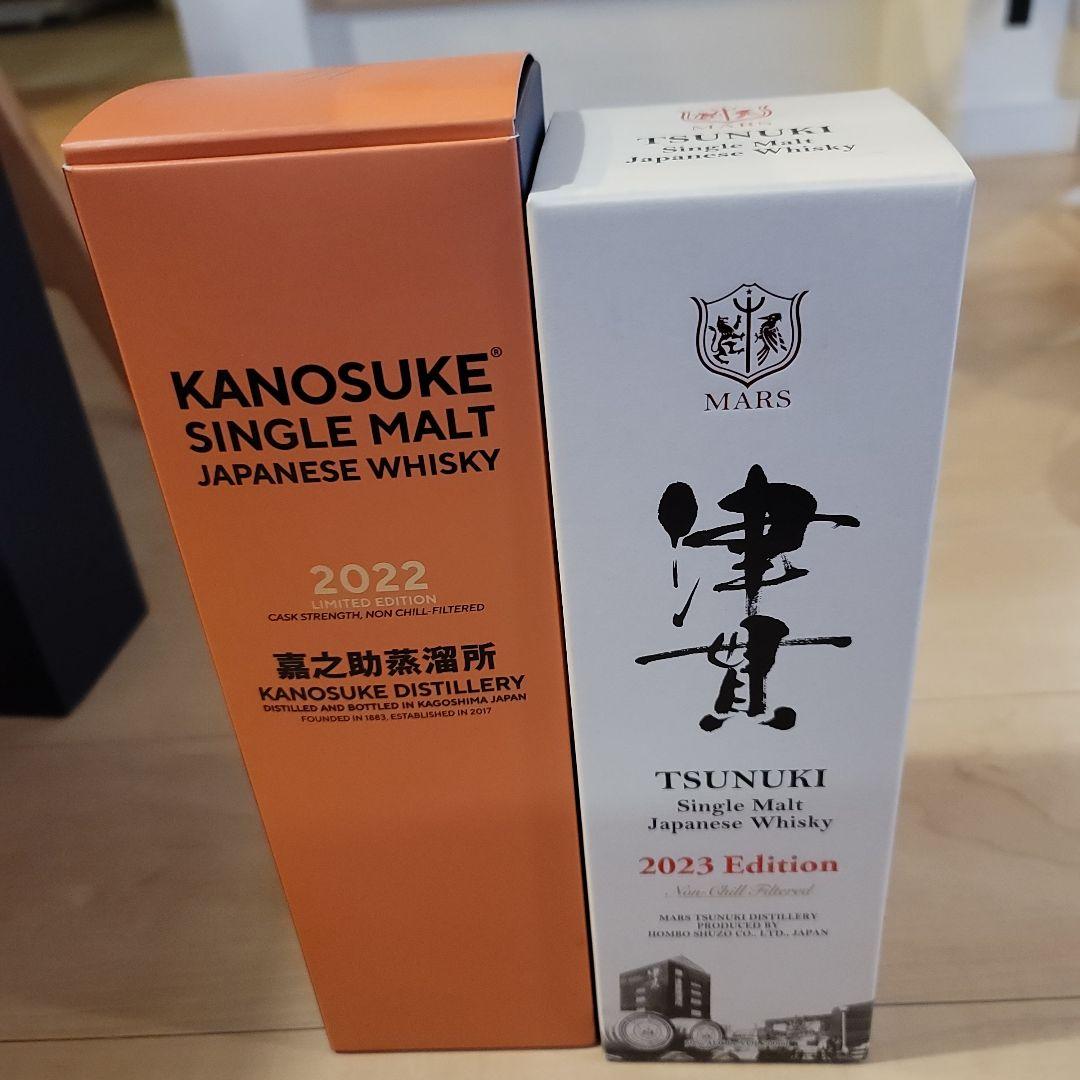 KANOSUKE®
SINGLE MALT
JAPANESE WHISKY
2022
LIMITED EDITION
CASK STRENGTH, NON CHILL-FILTERED
嘉之助蒸溜所
KANOSUKE DISTILLERY
DISTILLED AND BOTTLED IN KAGOSHIMA JAPAN
FOUNDED IN 1883, ESTABLISHED IN 2017
MARS
TSUNUKI
Single Malt
Japanese Whisky
MARS
津貫
TSUNUKI
Single Malt
Japanese Whisky
2023 Edition
Non-Chill Filtered
MARS TSUNUKI DISTILLERY
PRODUCED BY
HOMBO SHUZO CO., LTD., JAPAN